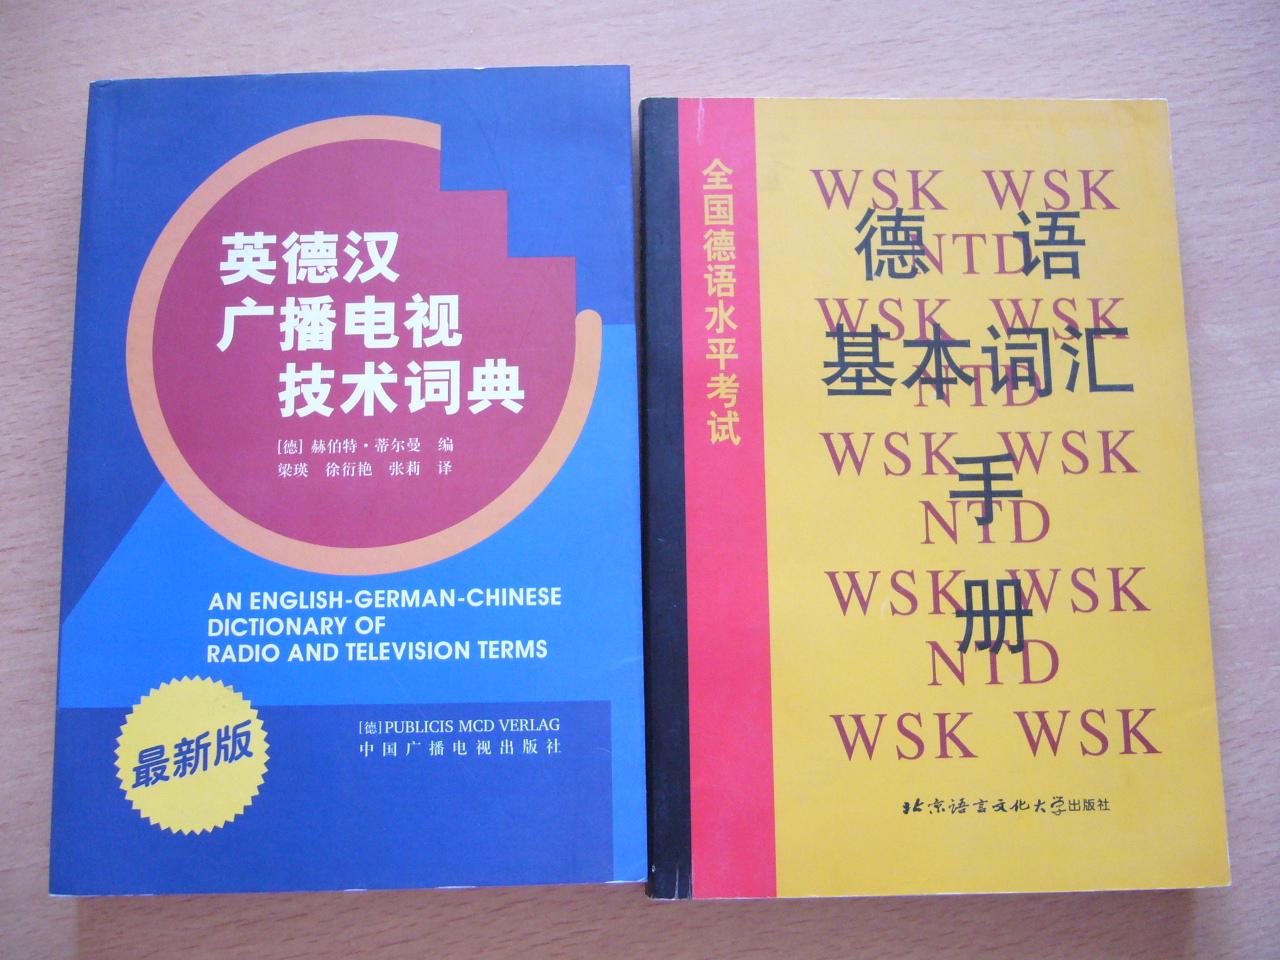 英德汉
广播电视
技术词典
[德] 赫伯特·蒂尔曼 编
梁瑛 徐衍艳 张莉 译
AN ENGLISH-GERMAN-CHINESE
DICTIONARY OF
RADIO AND TELEVISION TERMS
最新版
[德]PUBLICIS MCD VERLAG
中国广播电视出版社
全国德语水平考试
WSK WSK
德语
NTD
WSK WSK
基本词汇
NTD
WSK WSK
手
NTD
WSK WSK
册
NTD
WSK WSK
北京语言文化大学出版社